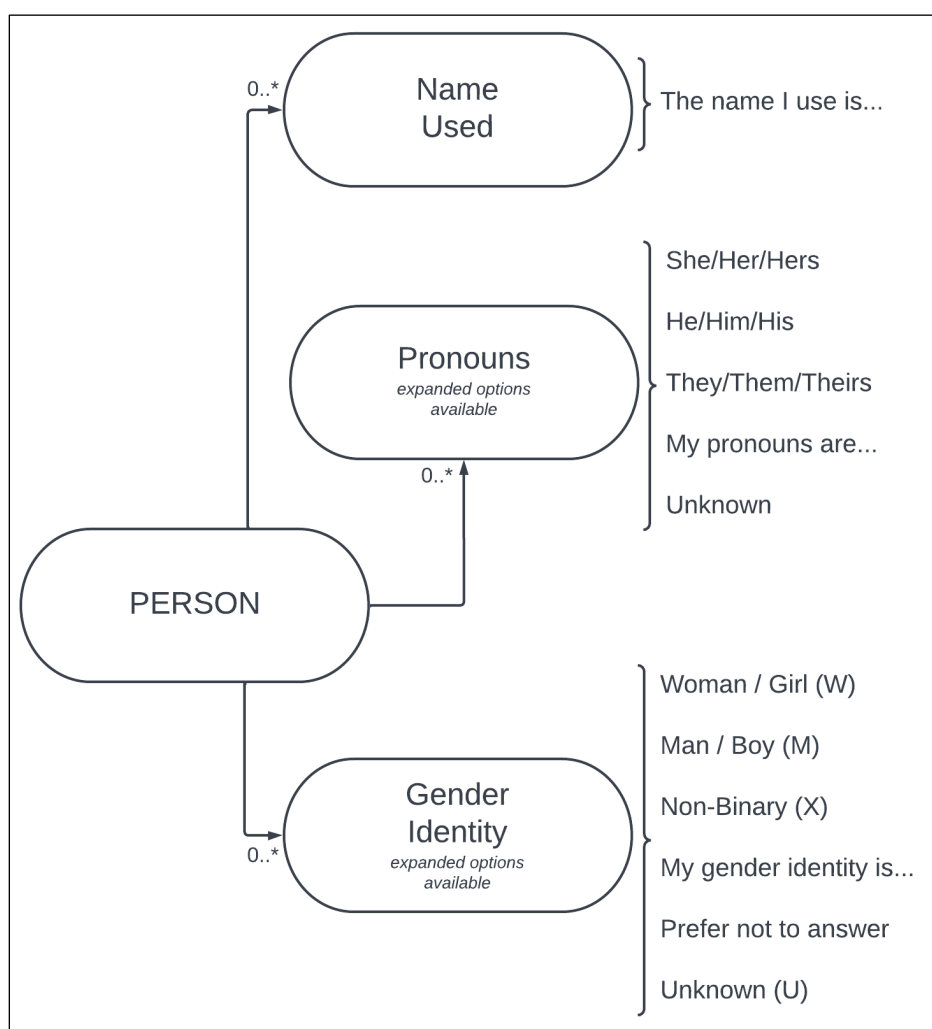 0..*
Name
Used
The name I use is...
She/Her/Hers
He/Him/His
Pronouns
expanded options
available
They/Them/Theirs
My pronouns are...
0..*
Unknown
PERSON
Woman / Girl (W)
Man / Boy (M)
Non-Binary (X)
Gender
Identity
expanded options
available
0..*
My gender identity is...
Prefer not to answer
Unknown (U)